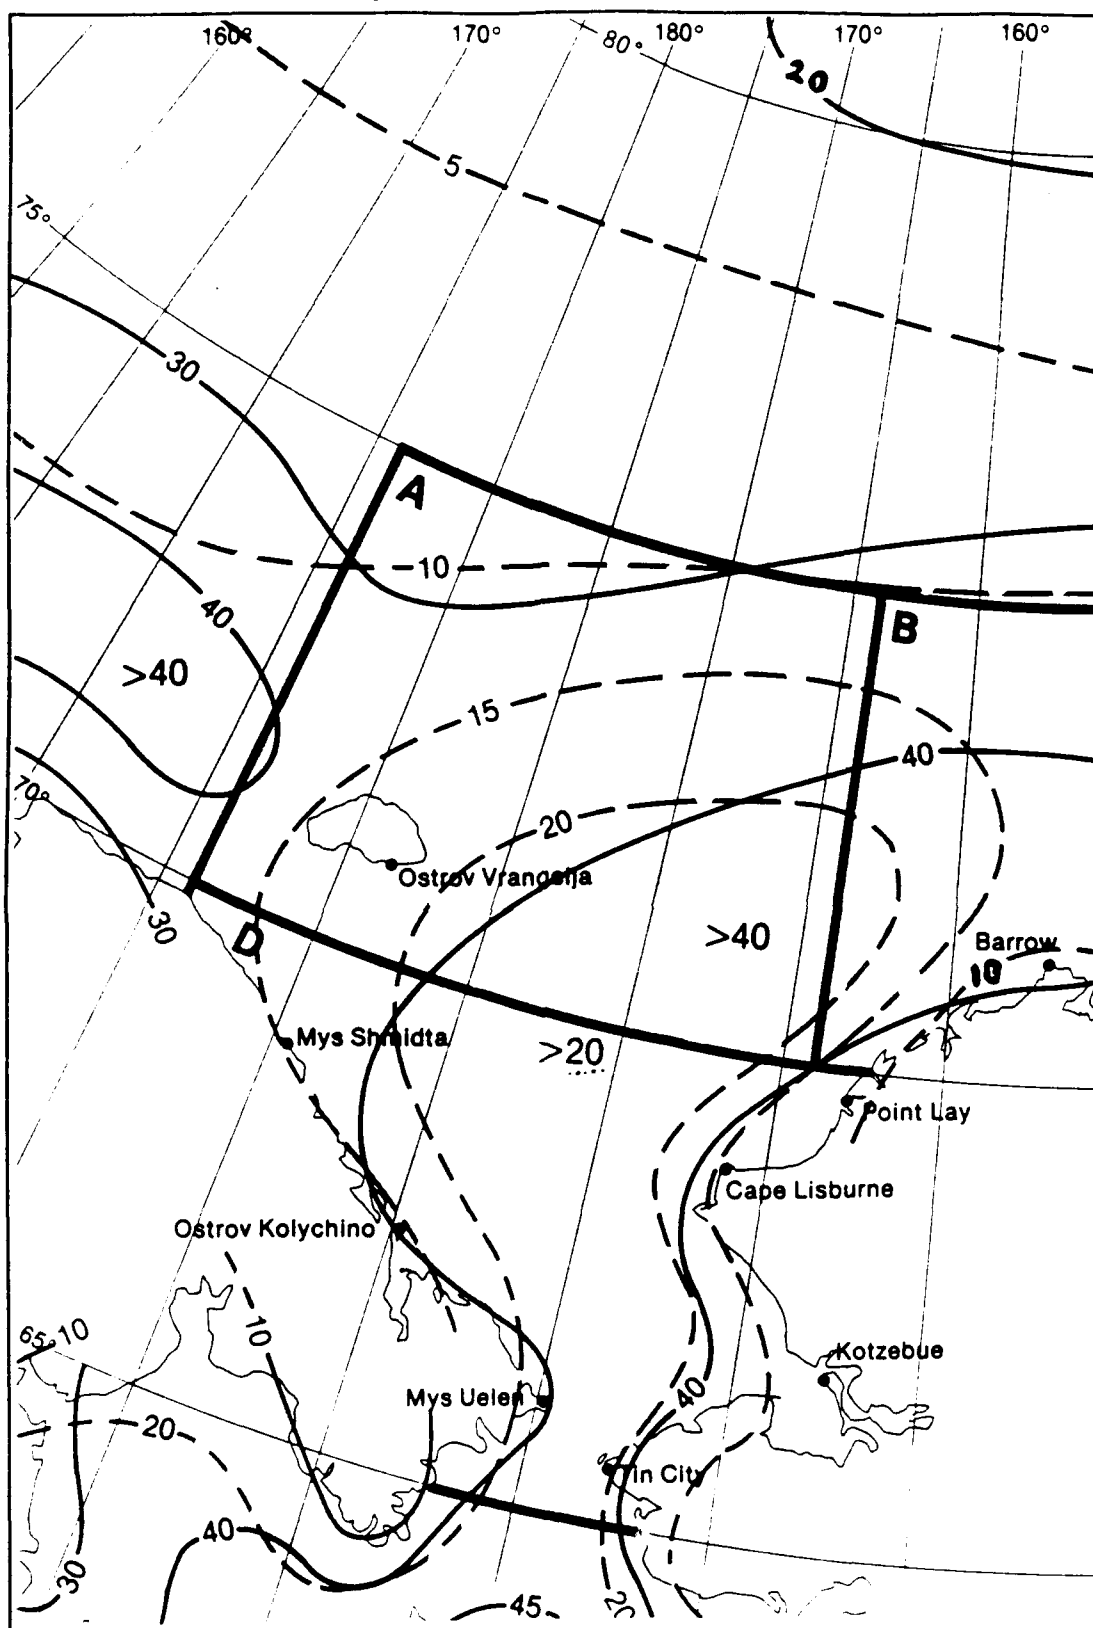 160° 170° 180° 170° 160°
80°
20
5
75°
30
A
10
40
B
>40
15
40
70°
20
Ostrov Vrangelja
30
D
>40
Barrow
10
Mys Shmidta
>20
Point Lay
Cape Lisburne
Ostrov Kolychino
10
65° 10
Kotzebue
Mys Uelen
40
20
Tin City
40
30
45
20